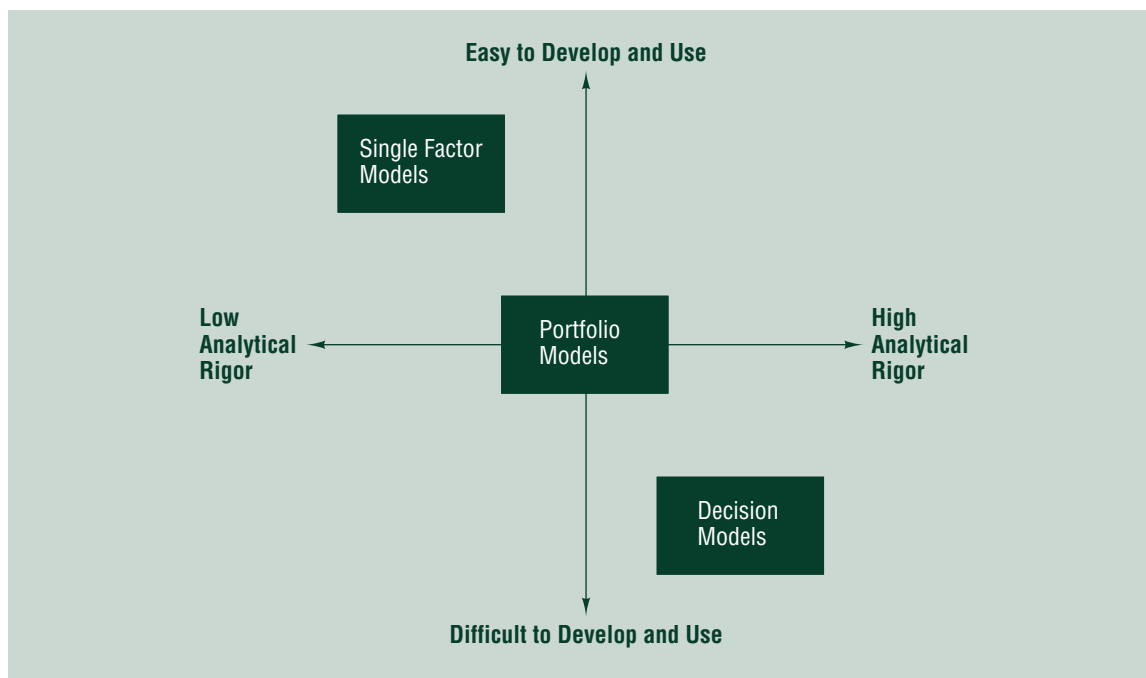 Easy to Develop and Use
Single Factor
Models
Low
Analytical
Rigor
Portfolio
Models
High
Analytical
Rigor
Decision
Models
Difficult to Develop and Use